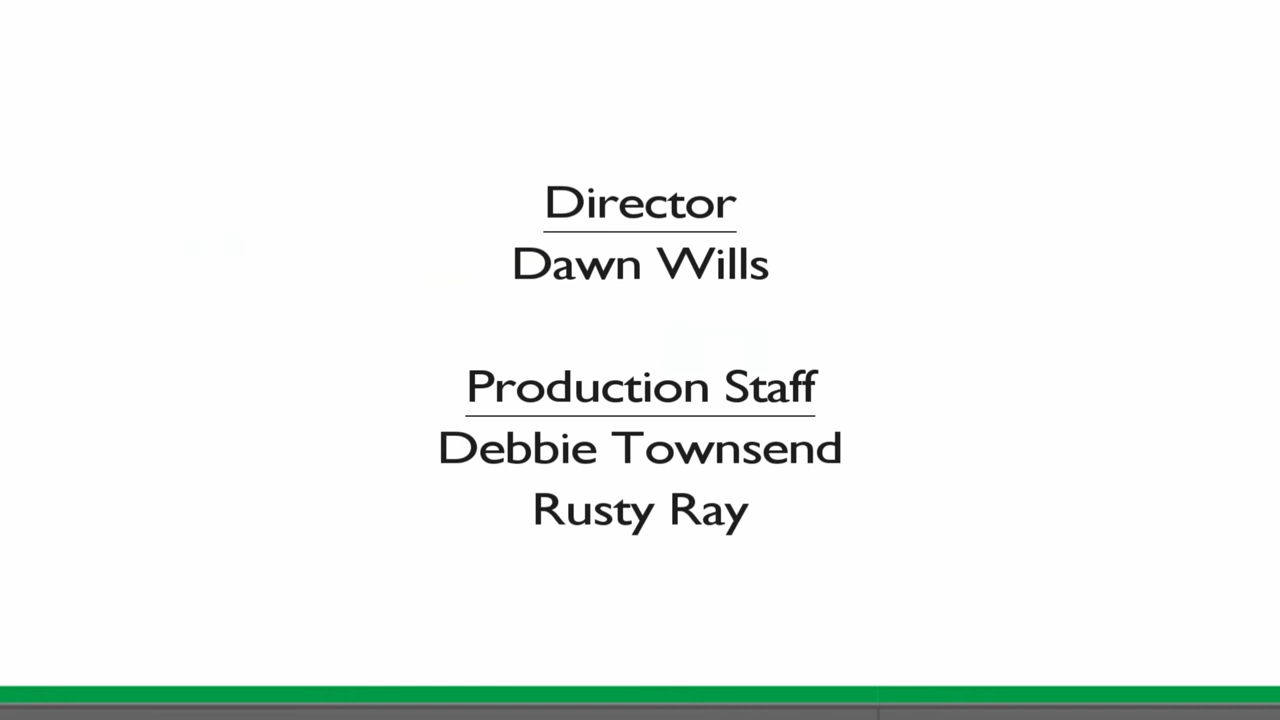 Director
Dawn Wills
Production Staff
Debbie Townsend
Rusty Ray